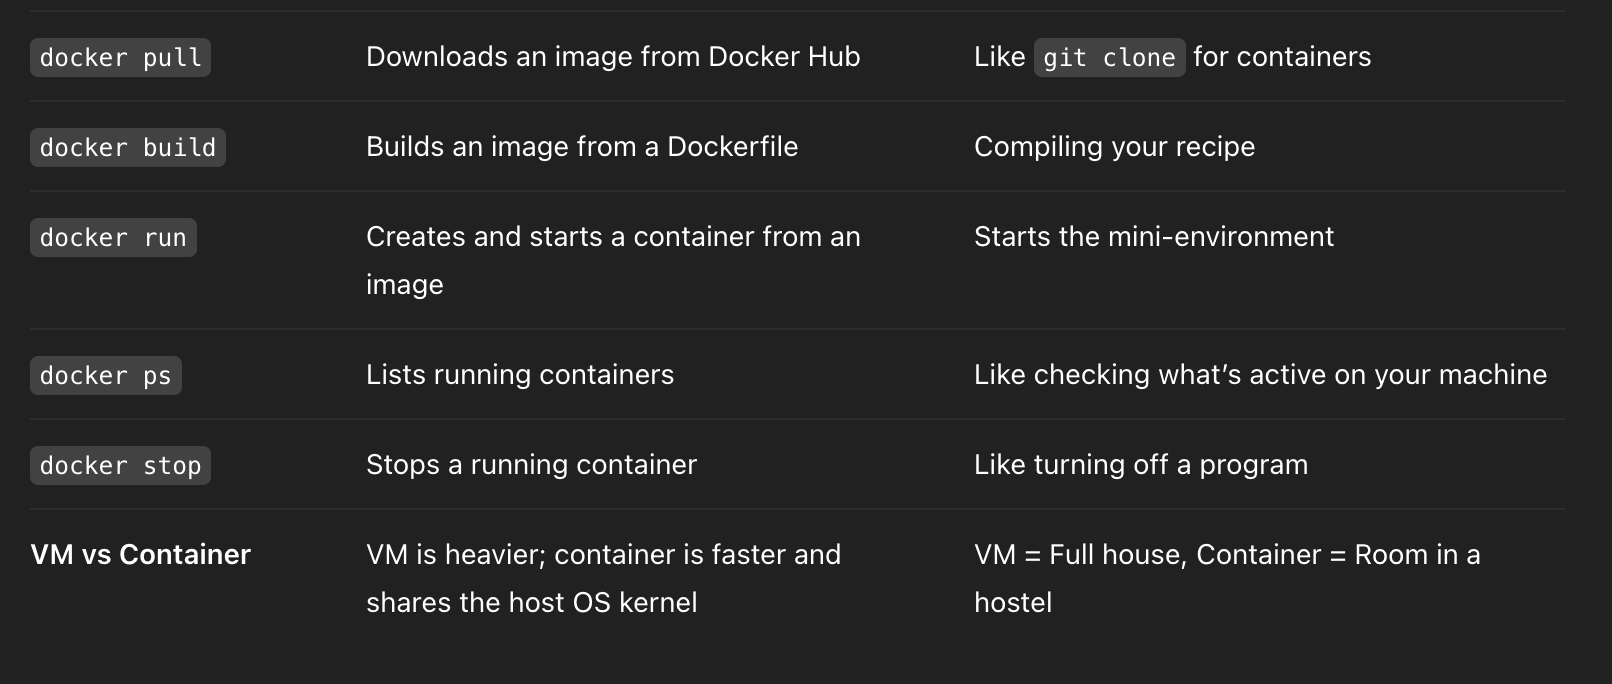 docker pull Downloads an image from Docker Hub Like git clone for containers
docker build Builds an image from a Dockerfile Compiling your recipe
docker run Creates and starts a container from an Starts the mini-environment
image
docker ps Lists running containers Like checking what’s active on your machine
docker stop Stops a running container Like turning off a program
VM vs Container VM is heavier; container is faster and VM = Full house, Container = Room in a
shares the host OS kernel hostel